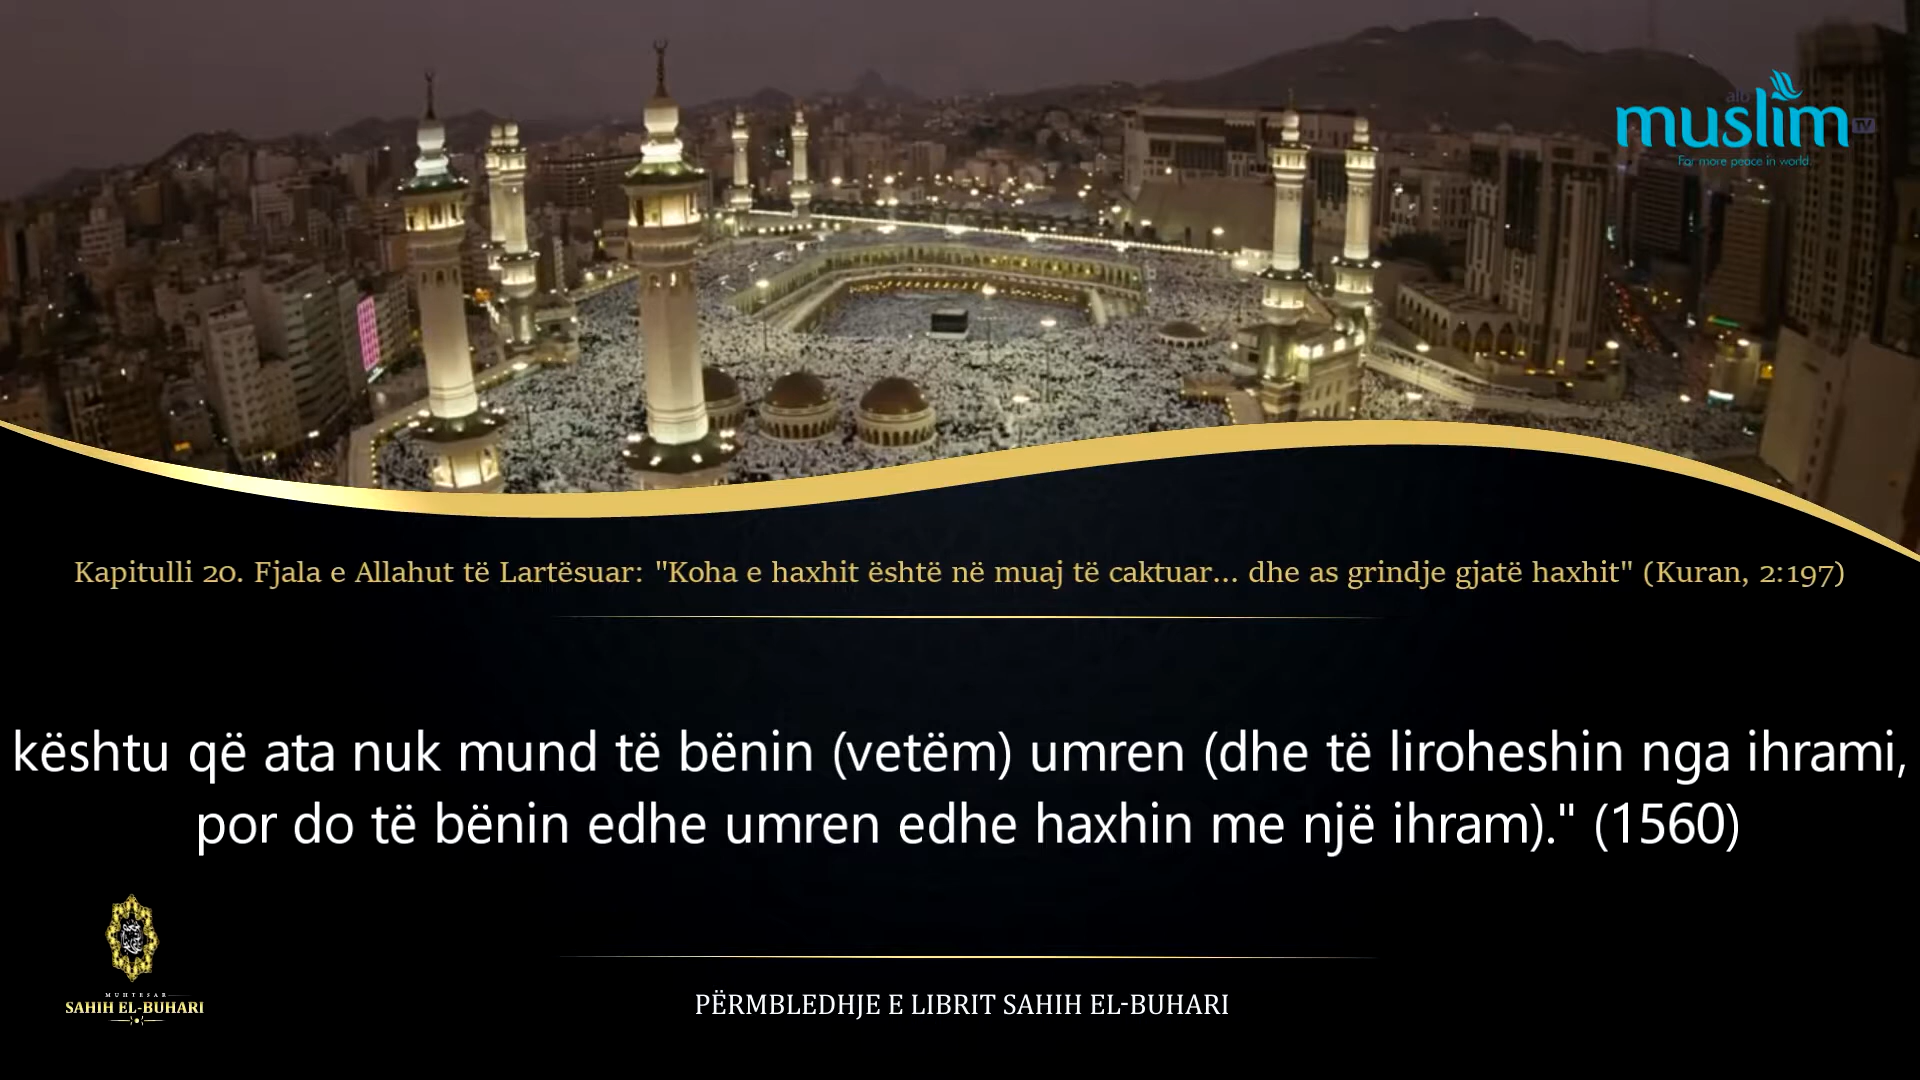 alb
muslim TV
For more peace in world.
Kapitulli 20. Fjala e Allahut të Lartësuar: "Koha e haxhit është në muaj të caktuar... dhe as grindje gjatë haxhit" (Kuran, 2:197)
kështu që ata nuk mund të bënin (vetëm) umren (dhe të liroheshin nga ihrami,
por do të bënin edhe umren edhe haxhin me një ihram)." (1560)
MUHTESAR
SAHIH EL-BUHARI
PËRMBLEDHJE E LIBRIT SAHIH EL-BUHARI